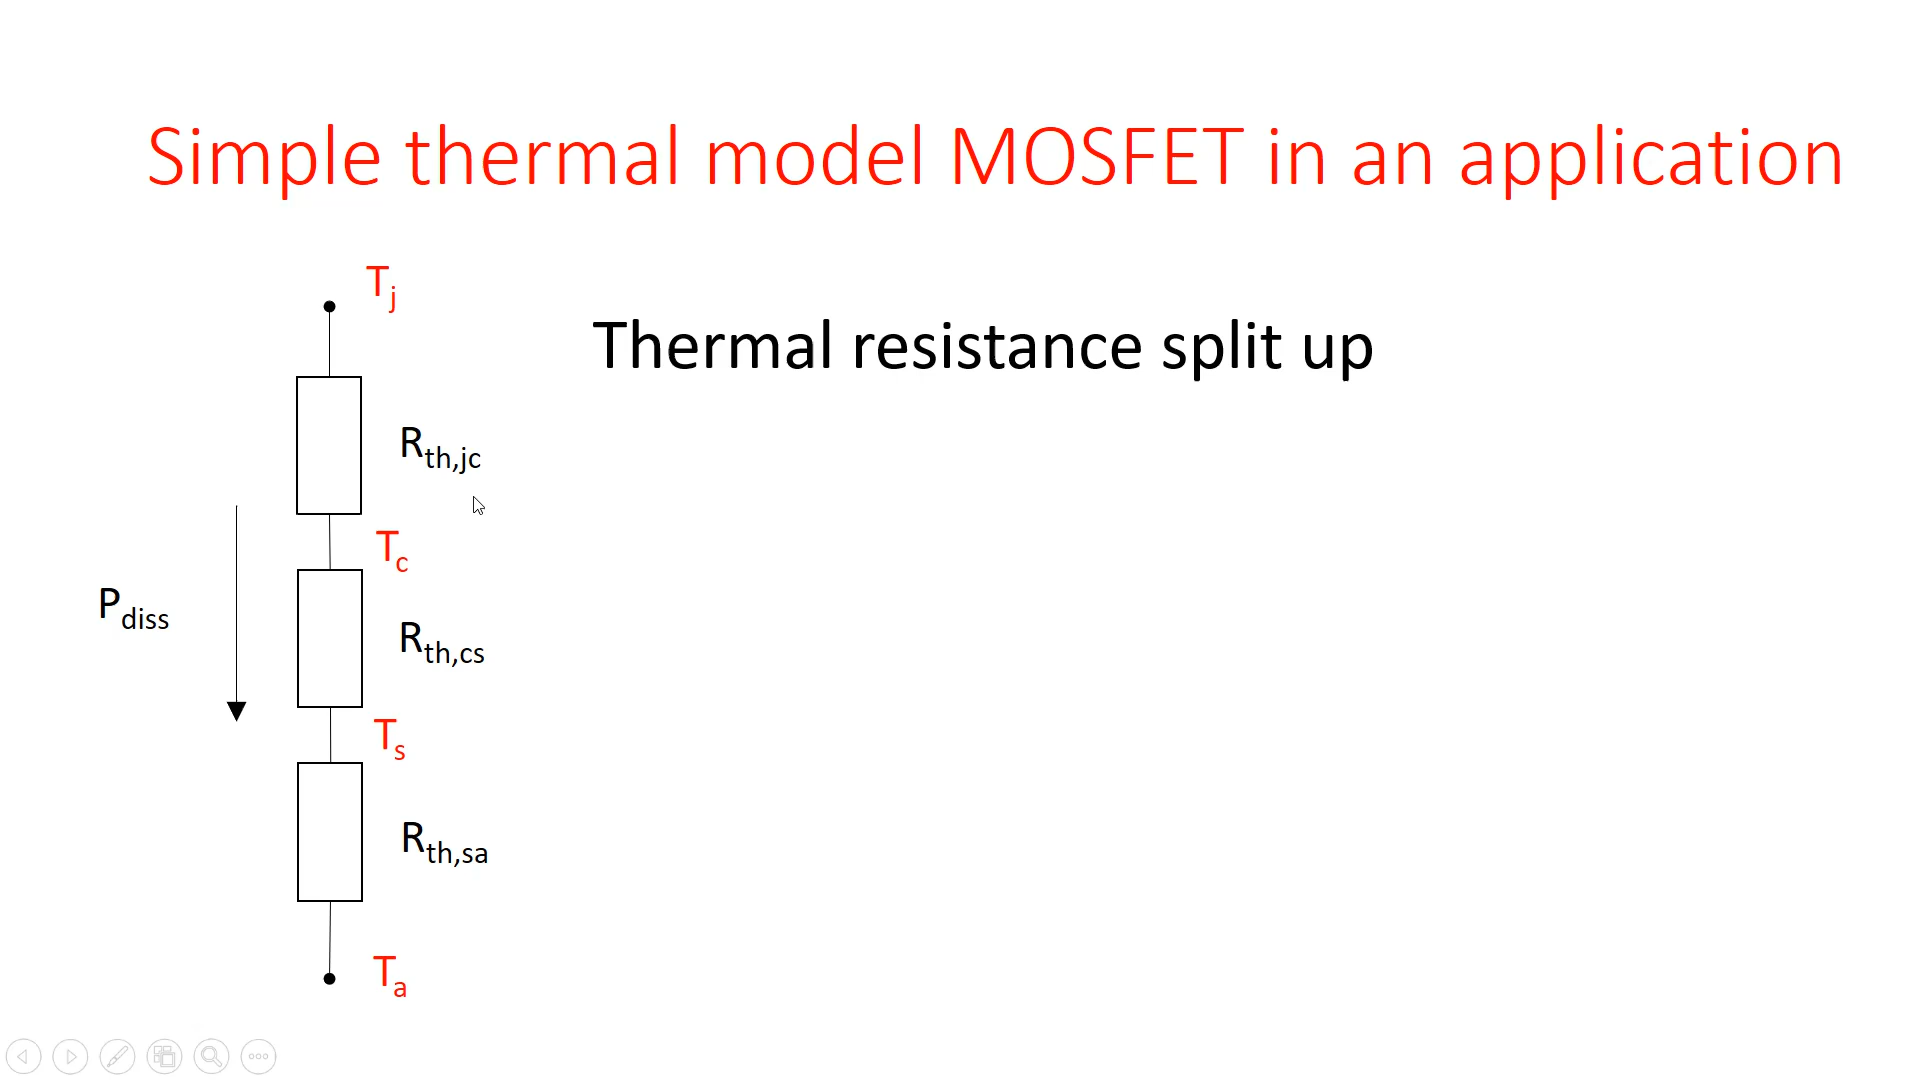 Simple thermal model MOSFET in an application
T_j
Thermal resistance split up
R_th,jc
T_c
P_diss
R_th,cs
T_s
R_th,sa
T_a